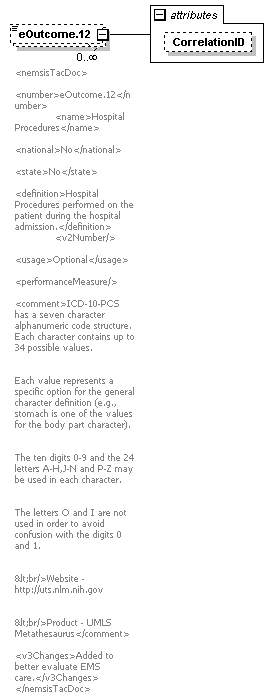 eOutcome.12
attributes
CorrelationID
0..∞
<nemsisTacDoc>
<number>eOutcome.12</n
umber>
<name>Hospital
Procedures</name>
<national>No</national>
<state>No</state>
<definition>Hospital
Procedures performed on the
patient during the hospital
admission.</definition>
<v2Number/>
<usage>Optional</usage>
<performanceMeasure/>
<comment>ICD-10-PCS
has a seven character
alphanumeric code structure.
Each character contains up to
34 possible values.
Each value represents a
specific option for the general
character definition (e.g.,
stomach is one of the values
for the body part character).
The ten digits 0-9 and the 24
letters A-H,J-N and P-Z may
be used in each character.
The letters O and I are not
used in order to avoid
confusion with the digits 0
and 1.
&lt;br/>Website -
http://uts.nlm.nih.gov
&lt;br/>Product - UMLS
Metathesaurus</comment>
<v3Changes>Added to
better evaluate EMS
care.</v3Changes>
</nemsisTacDoc>